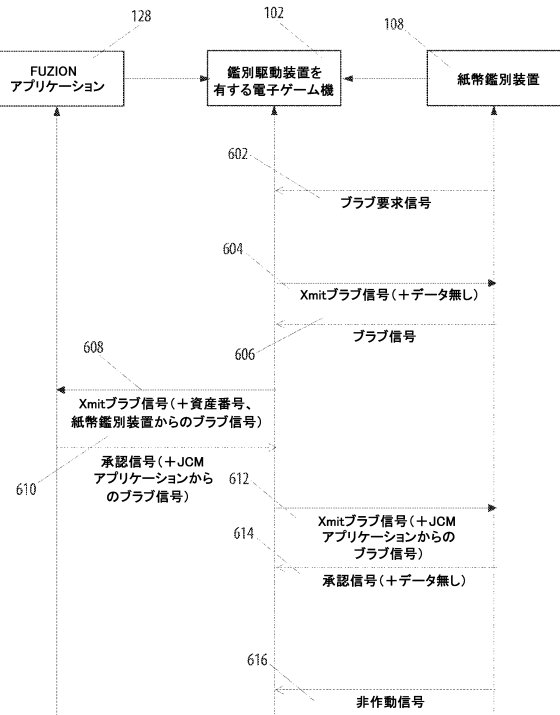 128
102
108
FUZION
アプリケーション
鑑別駆動装置を
有する電子ゲーム機
紙幣鑑別装置
602
ブラブ要求信号
604
Xmitブラブ信号(+データ無し)
606
ブラブ信号
608
Xmitブラブ信号(+資産番号、
紙幣鑑別装置からのブラブ信号)
610
承認信号(+JCM
アプリケーションから
のブラブ信号)
612
Xmitブラブ信号(+JCM
アプリケーションからの
ブラブ信号)
614
承認信号(+データ無し)
616
非作動信号